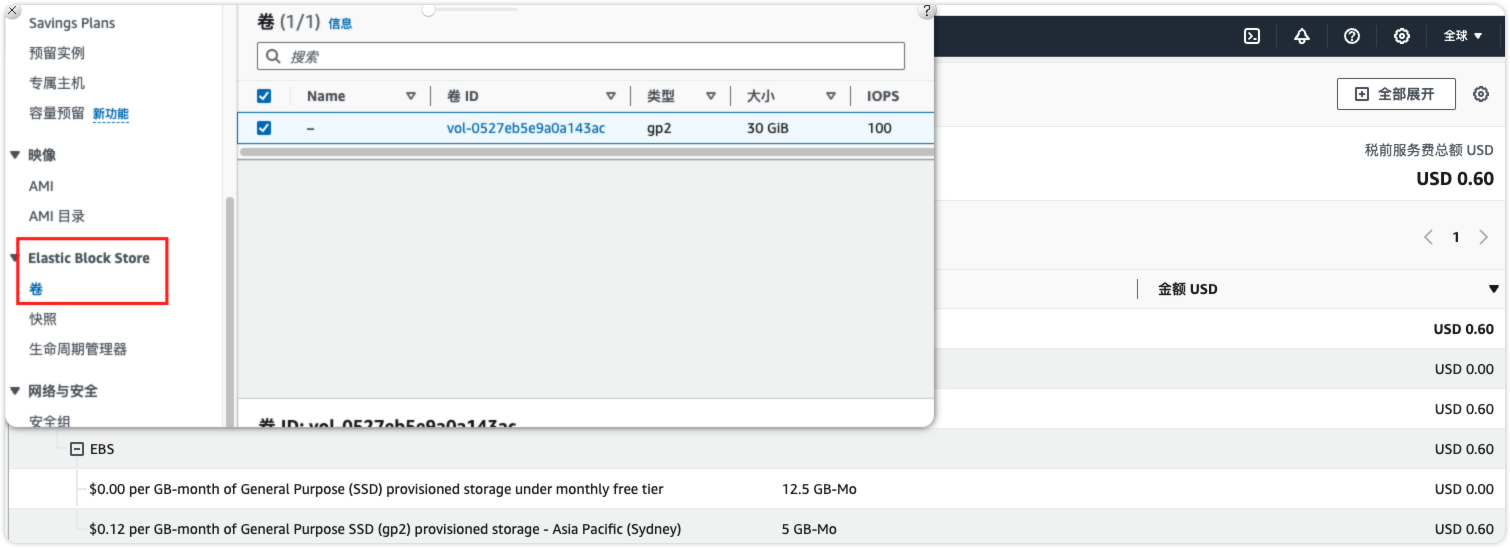 Savings Plans
预留实例
专属主机
容量预留 新功能
映像
AMI
AMI 目录
Elastic Block Store
卷
快照
生命周期管理器
网络与安全
安全组
卷 (1/1) 信息
搜索
Name 卷 ID 类型 大小 IOPS
– vol-0527eb5e9a0a143ac gp2 30 GiB 100
卷 ID: vol-0527eb5e9a0a143ac
?
全球
全部展开
税前服务费总额 USD
USD 0.60
1
金额 USD
USD 0.60
USD 0.00
USD 0.60
EBS USD 0.60
$0.00 per GB-month of General Purpose (SSD) provisioned storage under monthly free tier 12.5 GB-Mo USD 0.00
$0.12 per GB-month of General Purpose SSD (gp2) provisioned storage - Asia Pacific (Sydney) 5 GB-Mo USD 0.60